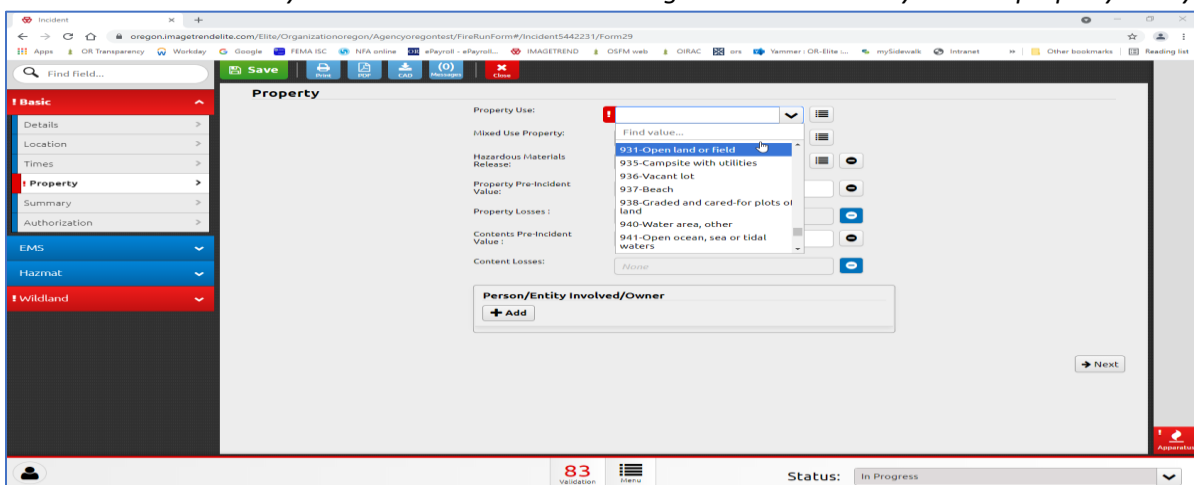 Incident
oregon.imagetrendelite.com/Elite/Organizationoregon/Agencyoregontest/FireRunForm#/Incident5442231/Form29
Apps OR Transparency Workday Google FEMA ISC NFA online ePayroll - ePayroll... IMAGETREND OSFM web OIRAC ors Yammer : OR-Elite :... mySidewalk Intranet » Other bookmarks Reading list
Find field...
Save Print PDF CAD (0) Messages Close
Property
! Basic
Details >
Location >
Times >
! Property >
Summary >
Authorization >
EMS
Hazmat
! Wildland
Property Use: !
Find value...
931-Open land or field
935-Campsite with utilities
936-Vacant lot
937-Beach
938-Graded and cared-for plots of
land
940-Water area, other
941-Open ocean, sea or tidal
waters
Mixed Use Property:
Hazardous Materials
Release:
Property Pre-Incident
Value:
Property Losses :
Contents Pre-Incident
Value :
Content Losses: None
Person/Entity Involved/Owner
+ Add
→ Next
! Apparatus
83
Validation
Menu
Status: In Progress